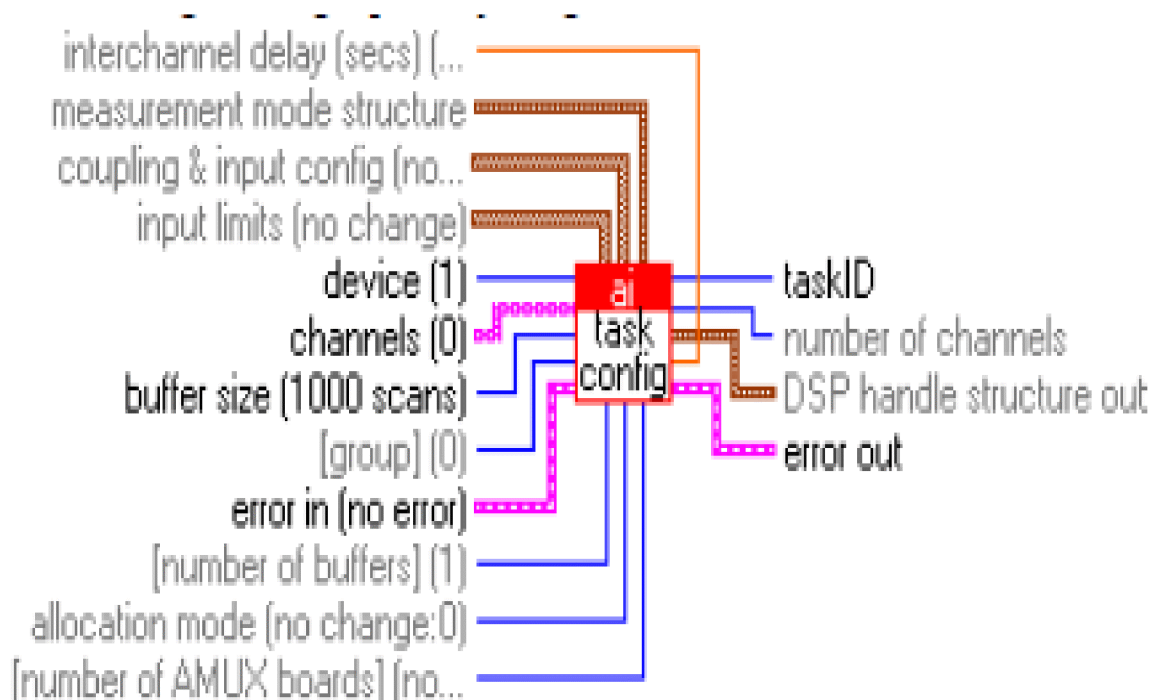 interchannel delay (secs) (...
measurement mode structure
coupling & input config (no...
input limits (no change)
device (1)
channels (0)
buffer size (1000 scans)
[group] (0)
error in (no error)
[number of buffers] (1)
allocation mode (no change:0)
[number of AMUX boards] (no...
ai
task
config
taskID
number of channels
DSP handle structure out
error out